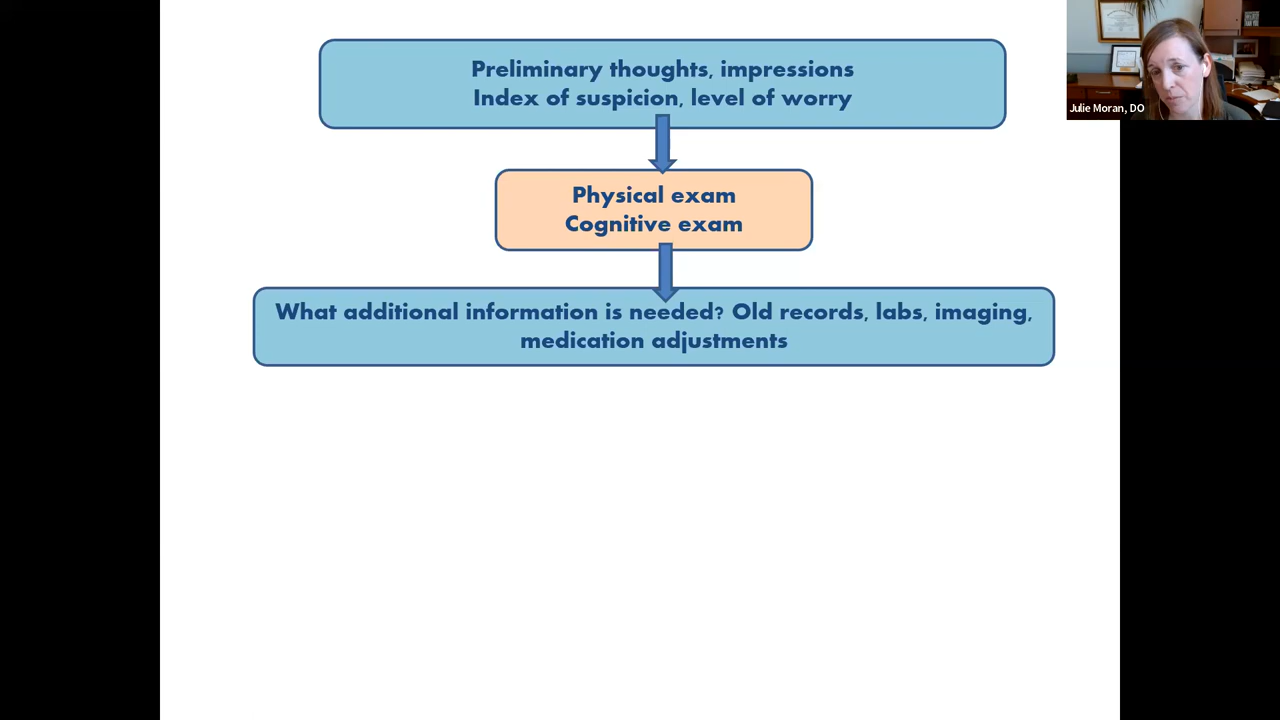 Preliminary thoughts, impressions
Index of suspicion, level of worry
Julie Moran, DO
Physical exam
Cognitive exam
What additional information is needed? Old records, labs, imaging,
medication adjustments